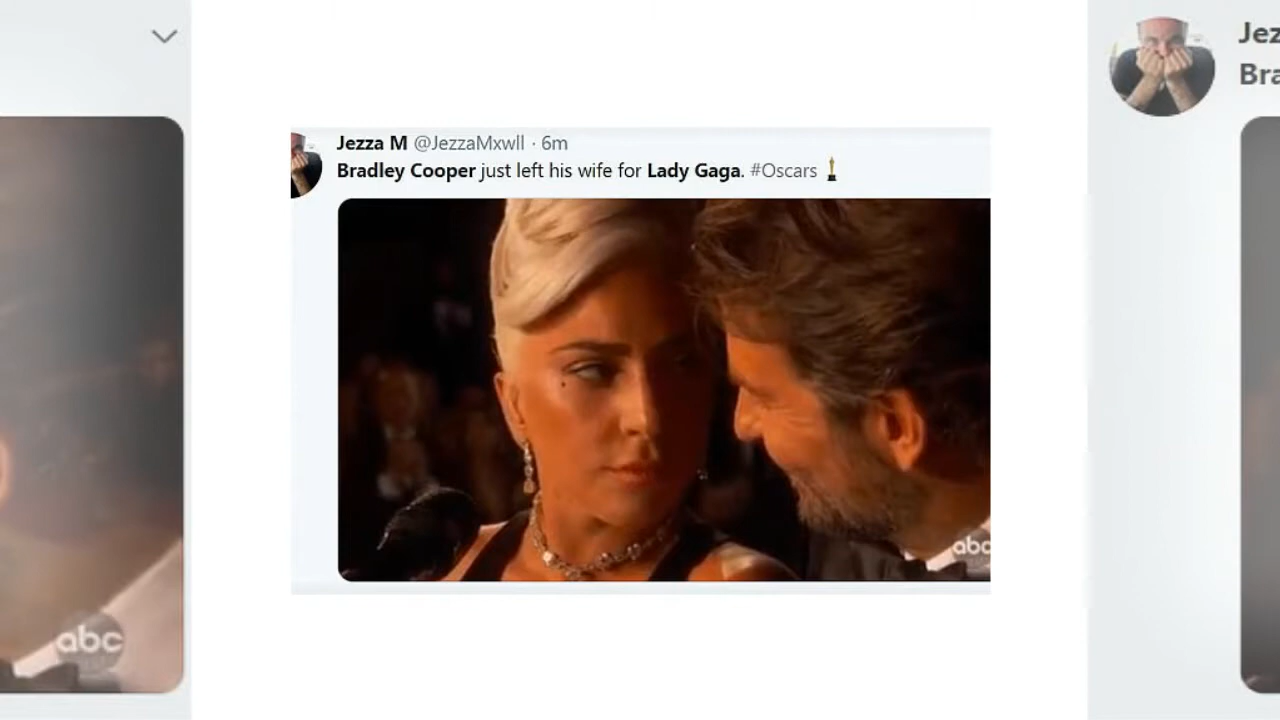 Jezza M @JezzaMxwll · 6m
Bradley Cooper just left his wife for Lady Gaga. #Oscars
abc
abc
Jez
Bra